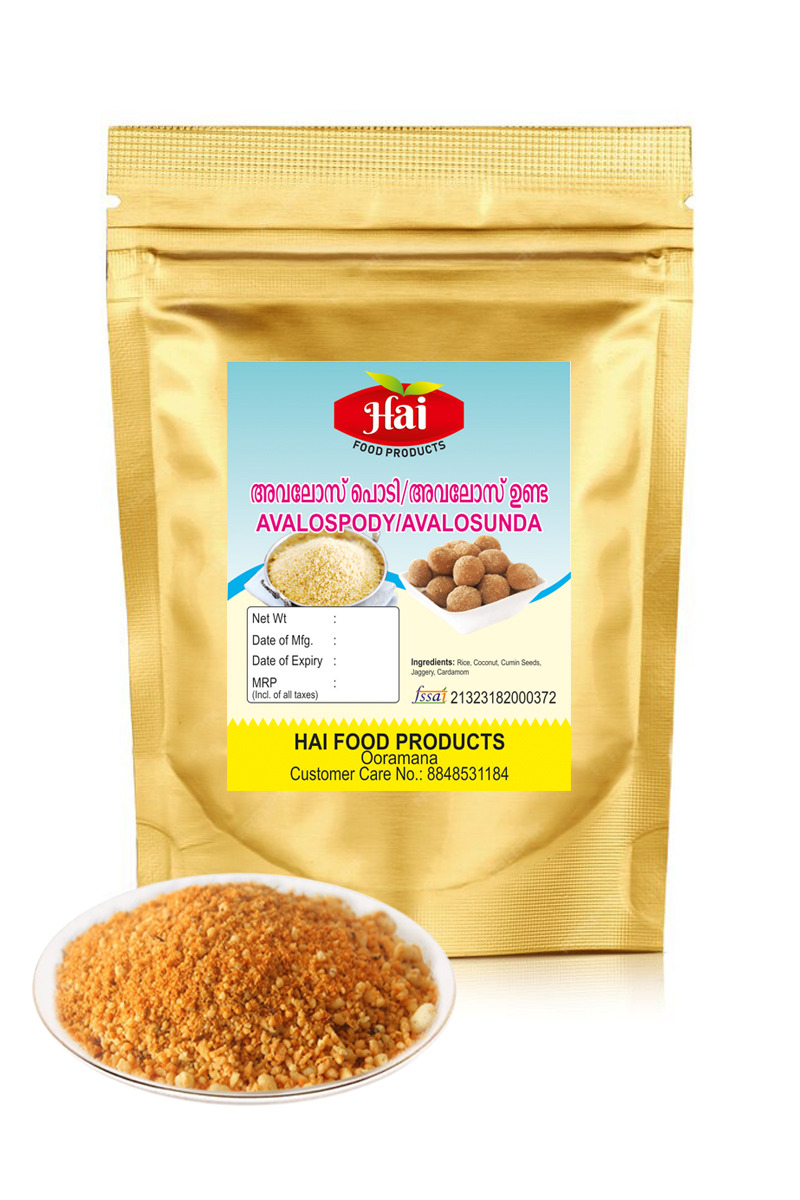 Hai
FOOD PRODUCTS
അവലോസ് പൊടി/അവലോസ് ഉണ്ട
AVALOSPODY/AVALOSUNDA
Net Wt :
Date of Mfg. :
Date of Expiry :
MRP :
(Incl. of all taxes)
Ingredients: Rice, Coconut, Cumin Seeds,
Jaggery, Cardamom
fssai 21323182000372
HAI FOOD PRODUCTS
Ooramana
Customer Care No.: 8848531184